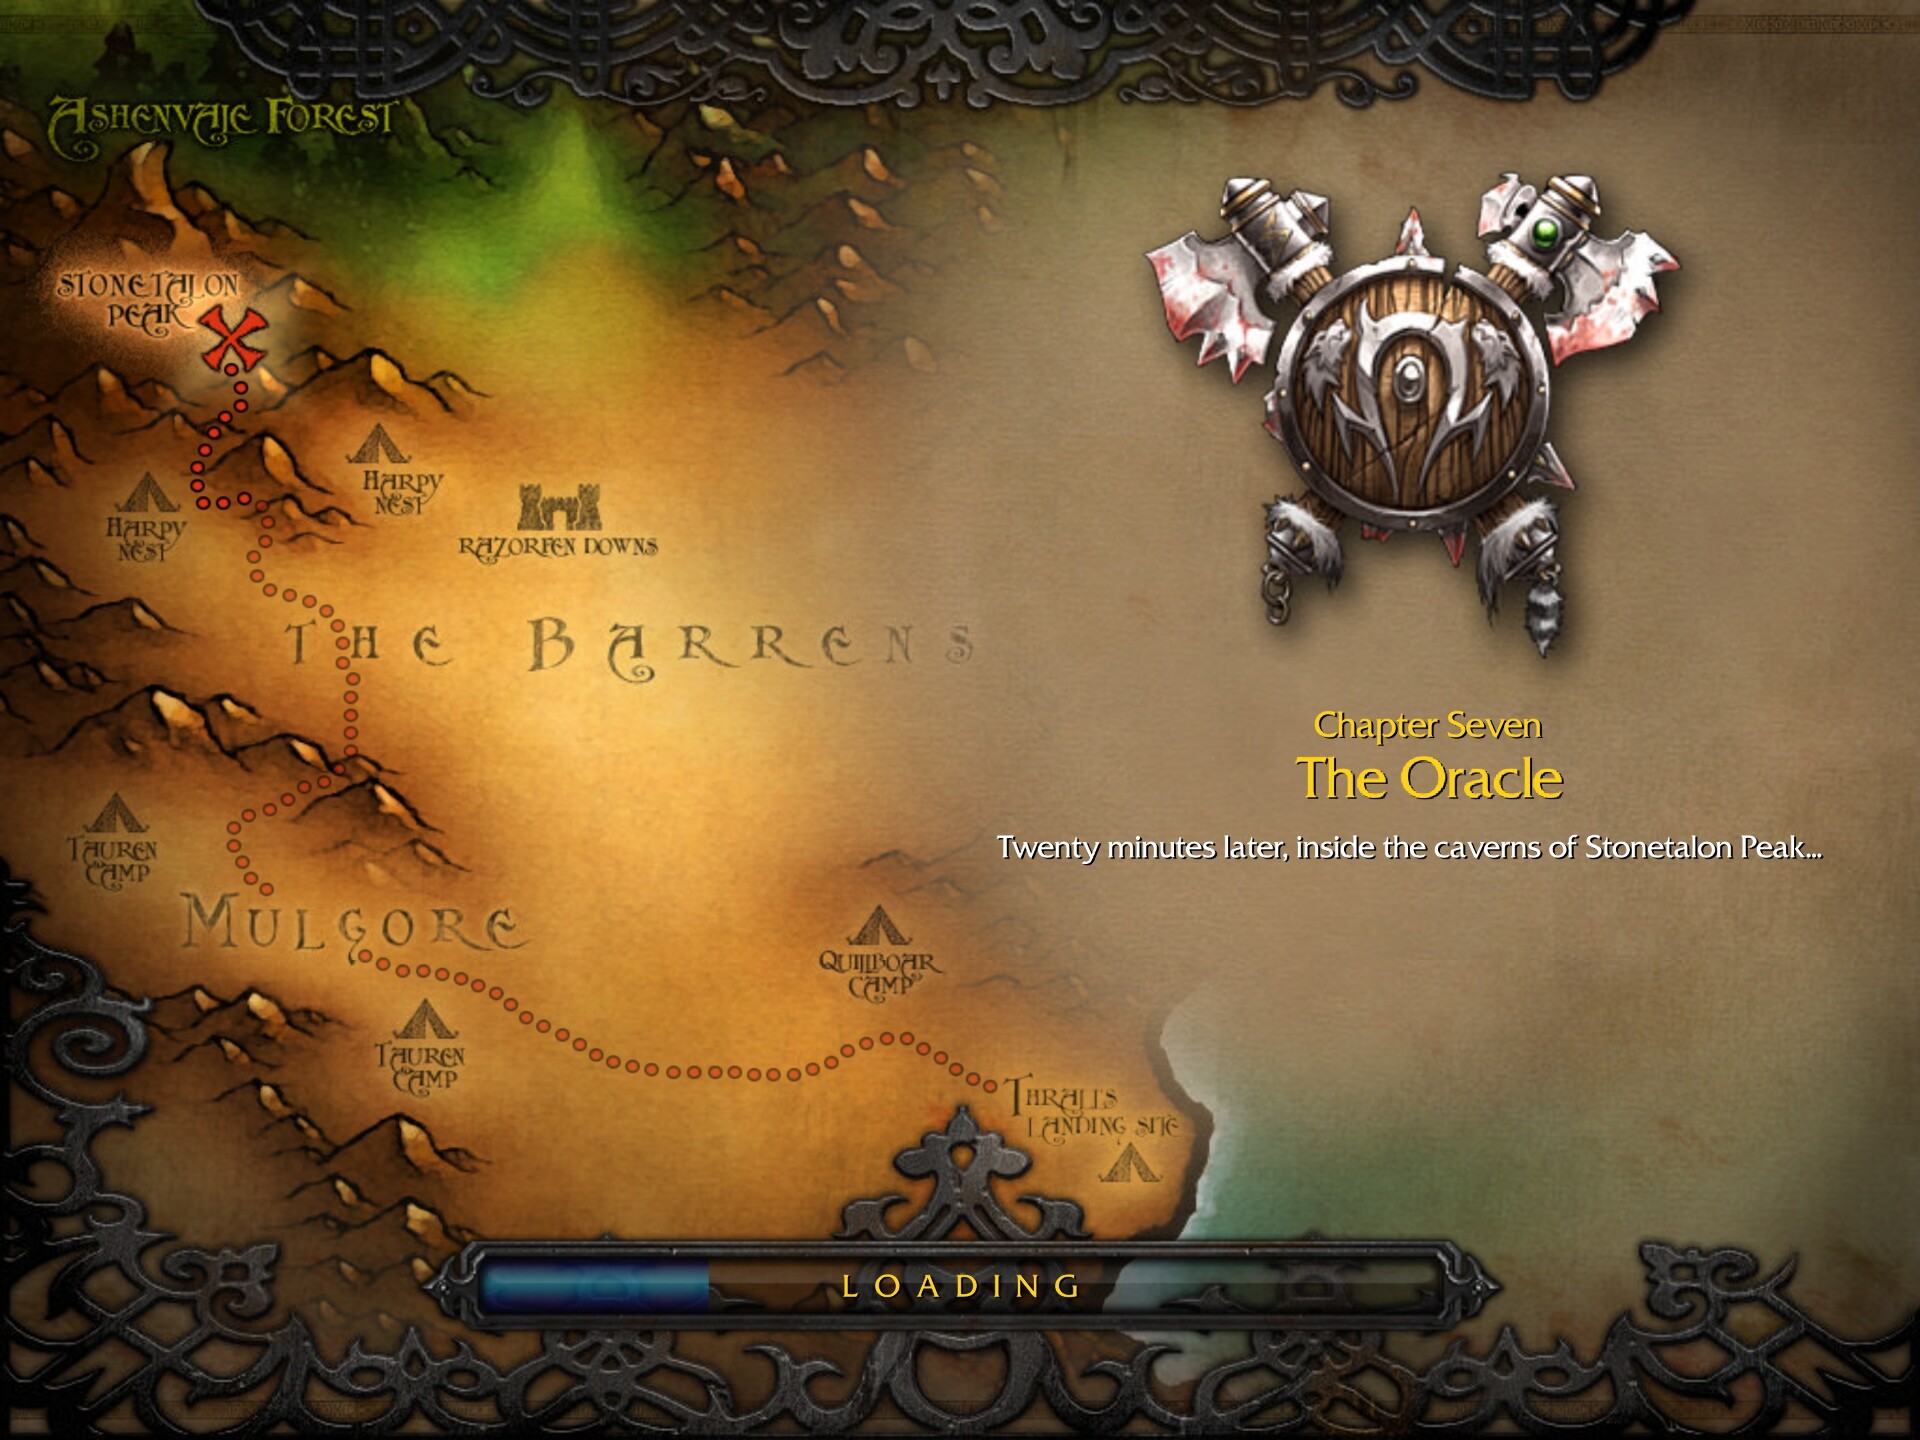 Ashenvale Forest
Stonetalon
Peak
Harpy
Nest
Harpy
Nest
Razorfen Downs
The Barrens
Chapter Seven
The Oracle
Twenty minutes later, inside the caverns of Stonetalon Peak...
Tauren
Camp
Mulgore
Quillboar
Camp
Tauren
Camp
Thrall's
Landing Site
LOADING